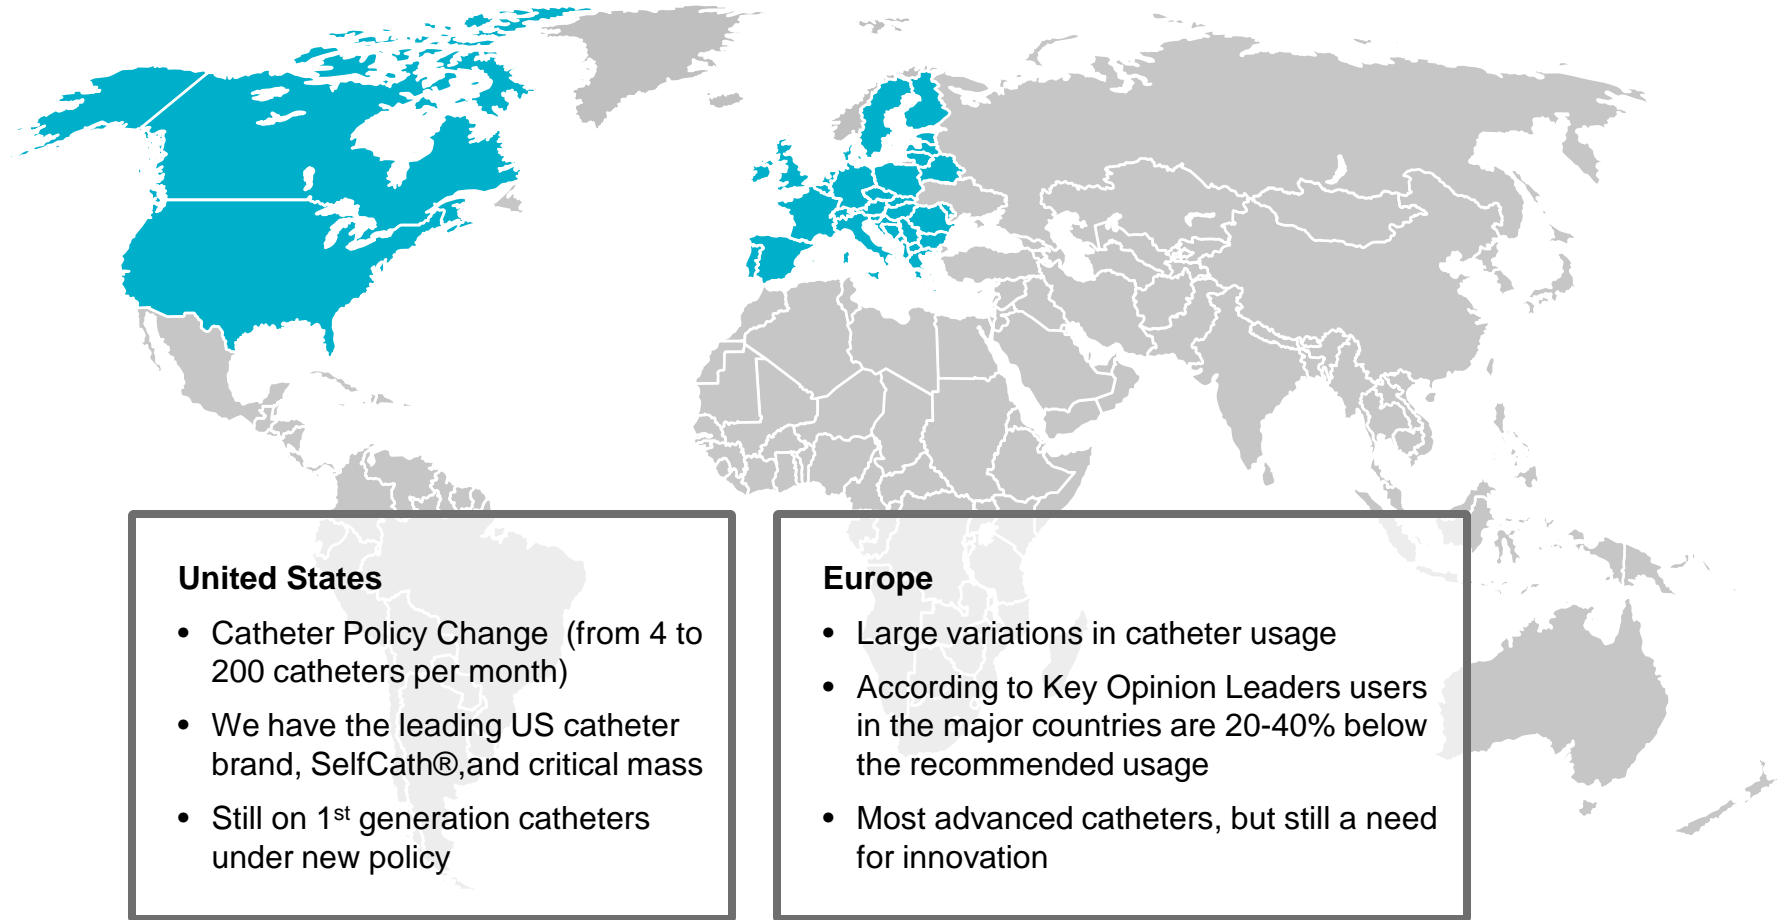 United States
• Catheter Policy Change  (from 4 to
200 catheters per month)
• We have the leading US catheter
brand, SelfCath®,and critical mass
• Still on 1st generation catheters
under new policy
Europe
• Large variations in catheter usage
• According to Key Opinion Leaders users
in the major countries are 20-40% below
the recommended usage
• Most advanced catheters, but still a need
for innovation